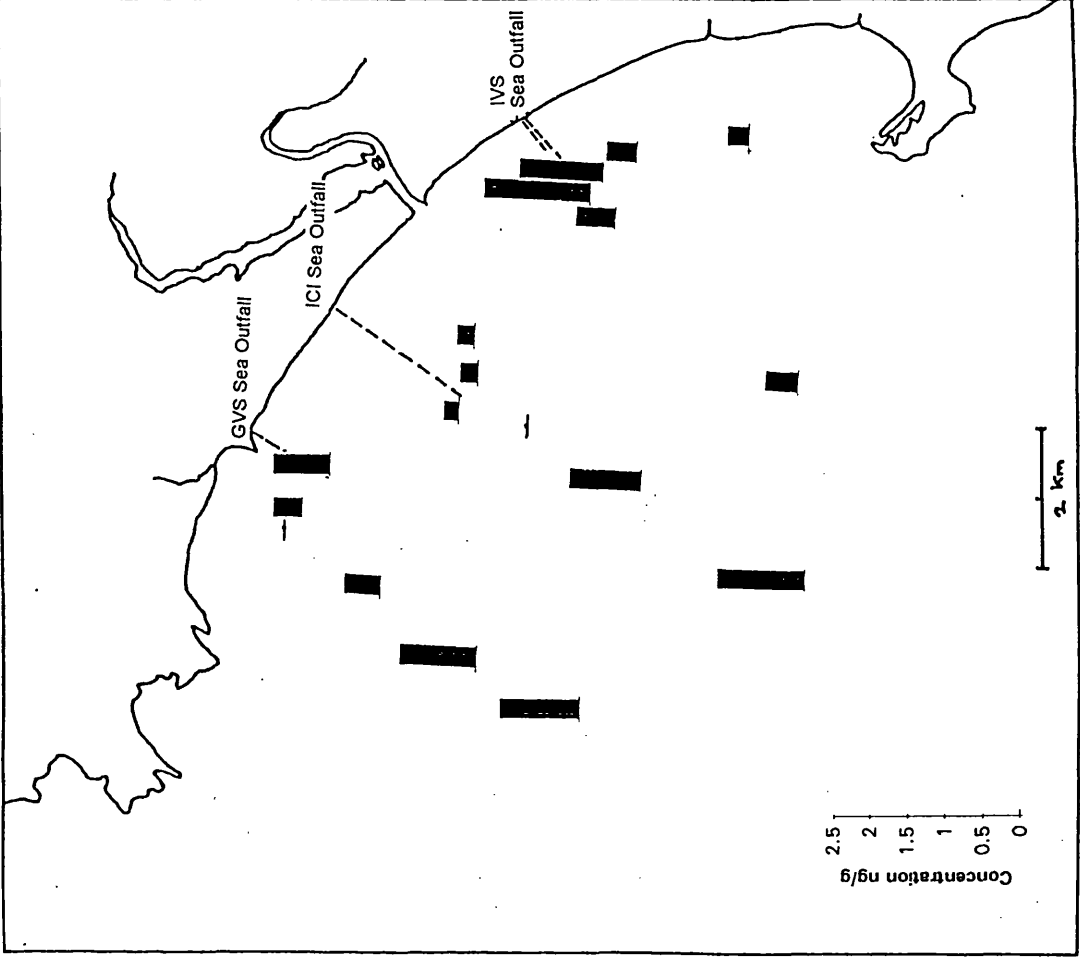 IVS
Sea Outfall
ICI Sea Outfall
GVS Sea Outfall
2 km
Concentration ng/g
2.5
2
1.5
1
0.5
0